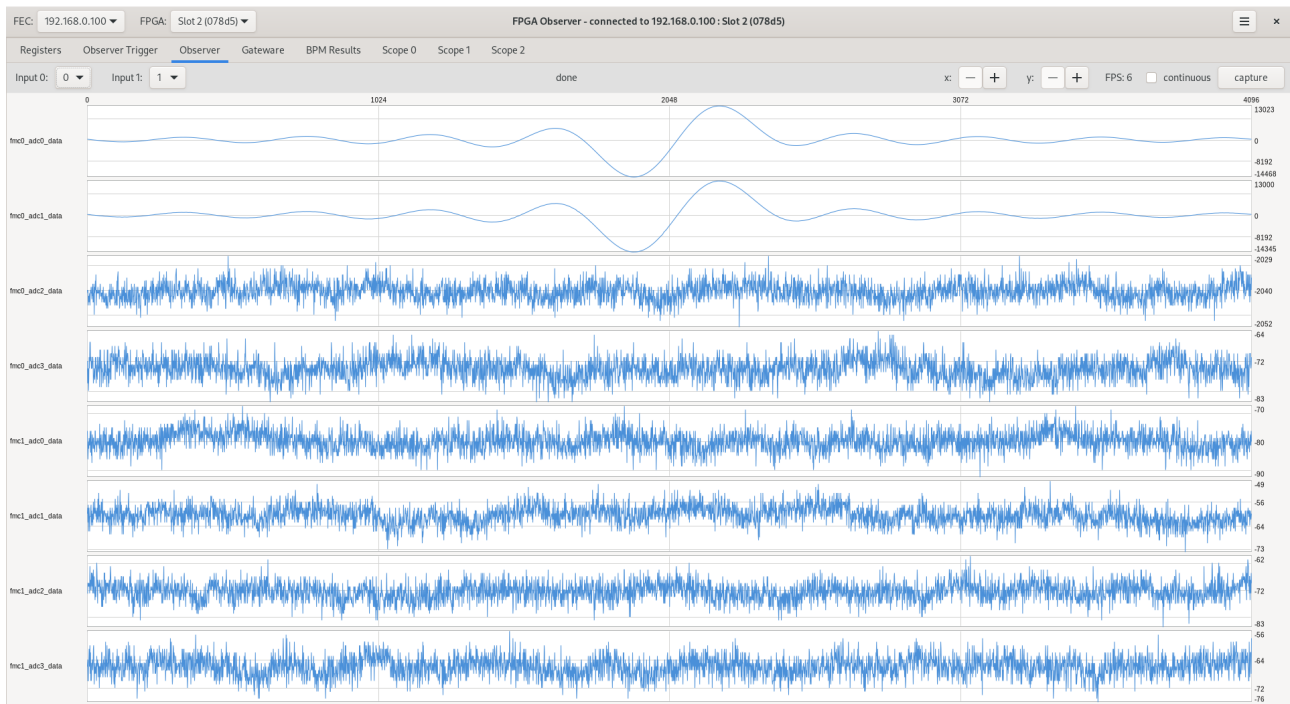 FEC: 192.168.0.100 FPGA: Slot 2 (078d5) FPGA Observer - connected to 192.168.0.100 : Slot 2 (078d5)
Registers Observer Trigger Observer Gateware BPM Results Scope 0 Scope 1 Scope 2
Input 0: 0 Input 1: 1 done x: y: FPS: 6 continuous capture
0 1024 2048 3072 4096
fmc0_adc0_data
13023
0
-8192
-14468
fmc0_adc1_data
13000
0
-8192
-14345
fmc0_adc2_data
-2029
-2040
-2052
fmc0_adc3_data
-64
-72
-83
fmc1_adc0_data
-70
-80
-90
fmc1_adc1_data
-49
-56
-64
-73
fmc1_adc2_data
-62
-72
-83
fmc1_adc3_data
-56
-64
-72
-76